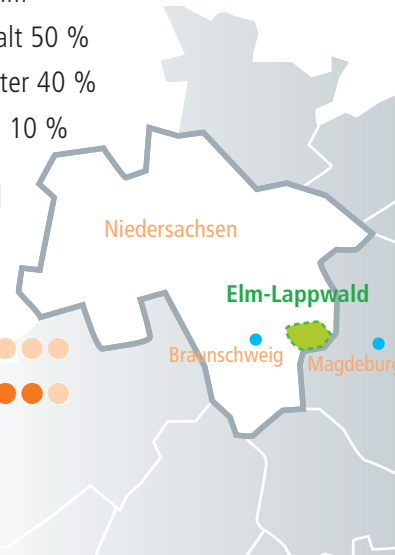 alt 50 %
ter 40 %
10 %
Niedersachsen
Elm-Lappwald
Braunschweig
Magdeburg